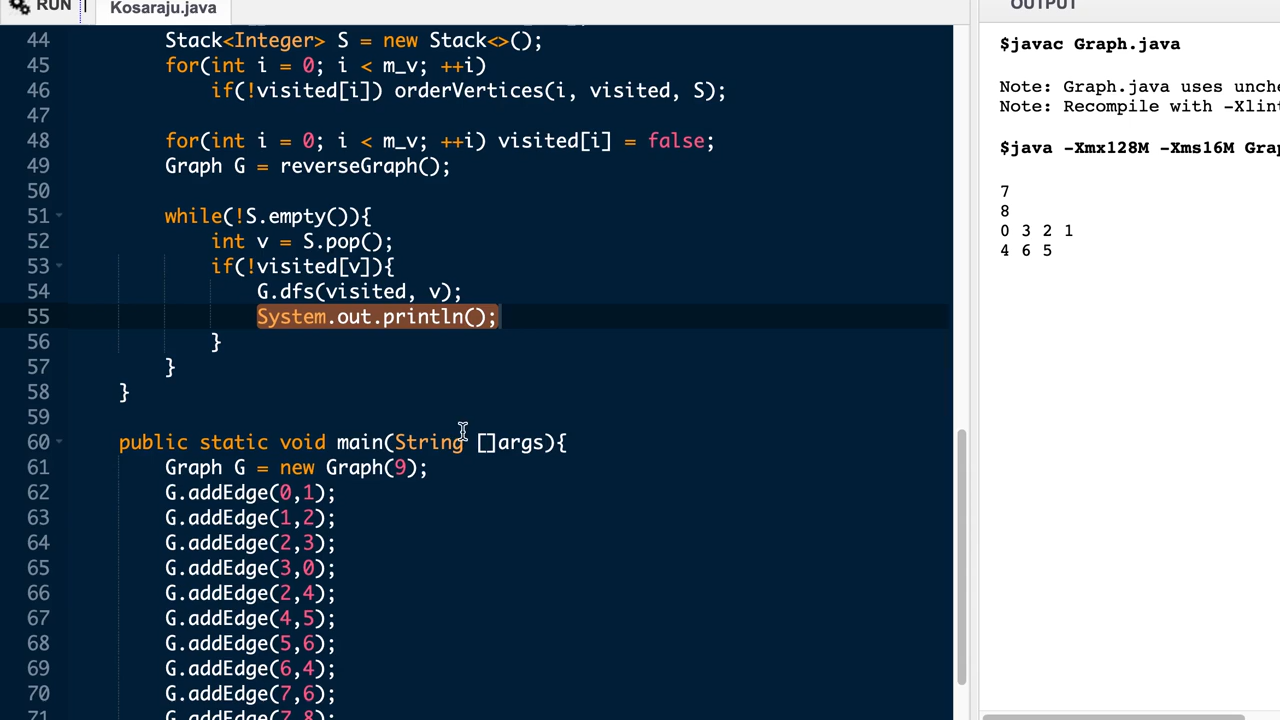 RUN
Kosaraju.java
44 Stack<Integer> S = new Stack<>();
45 for(int i = 0; i < m_v; ++i)
46 if(!visited[i]) orderVertices(i, visited, S);
47
48 for(int i = 0; i < m_v; ++i) visited[i] = false;
49 Graph G = reverseGraph();
50
51 while(!S.empty()){
52 int v = S.pop();
53 if(!visited[v]){
54 G.dfs(visited, v);
55 System.out.println();
56 }
57 }
58 }
59
60 public static void main(String []args){
61 Graph G = new Graph(9);
62 G.addEdge(0,1);
63 G.addEdge(1,2);
64 G.addEdge(2,3);
65 G.addEdge(3,0);
66 G.addEdge(2,4);
67 G.addEdge(4,5);
68 G.addEdge(5,6);
69 G.addEdge(6,4);
70 G.addEdge(7,6);
71 G.addEdge(7,8);
OUTPUT
$javac Graph.java
Note: Graph.java uses unche
Note: Recompile with -Xlint
$java -Xmx128M -Xms16M Grap
7
8
0 3 2 1
4 6 5